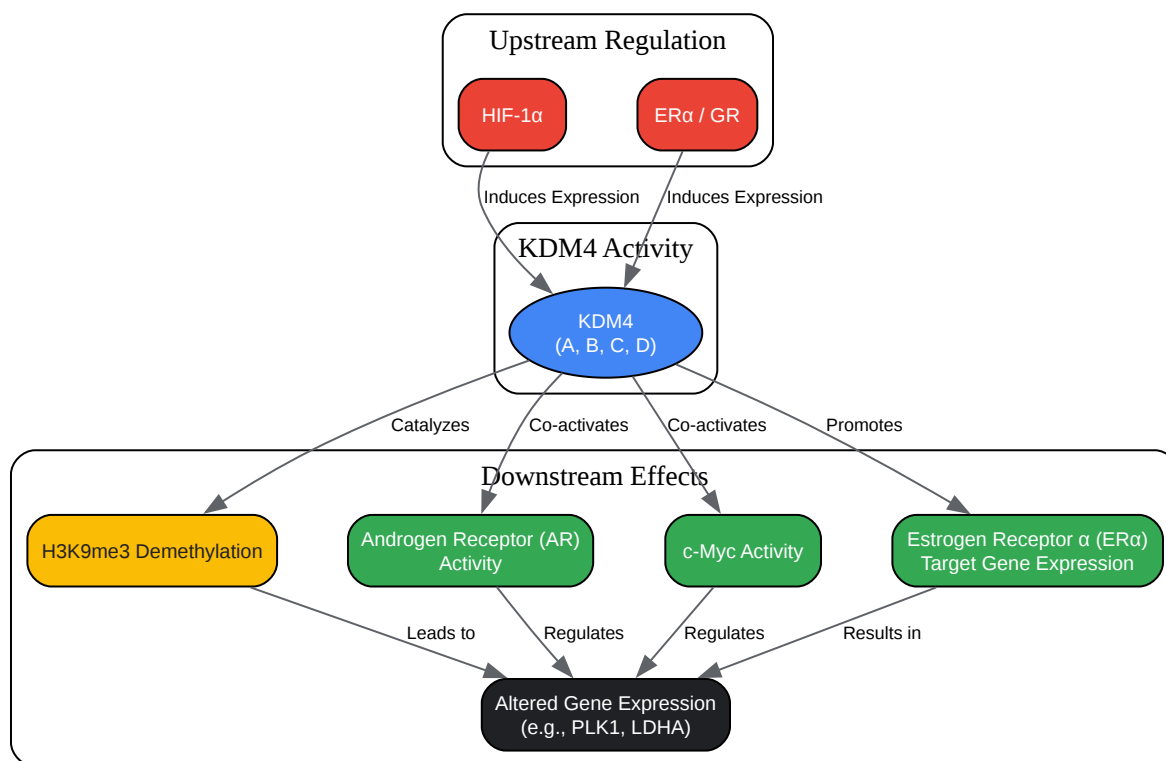 Upstream Regulation
HIF-1α
ERα / GR
Induces Expression
Induces Expression
KDM4 Activity
KDM4
(A, B, C, D)
Catalyzes
Co-activates
Co-activates
Promotes
Downstream Effects
H3K9me3 Demethylation
Androgen Receptor (AR)
Activity
c-Myc Activity
Estrogen Receptor α (ERα)
Target Gene Expression
Leads to
Regulates
Regulates
Results in
Altered Gene Expression
(e.g., PLK1, LDHA)